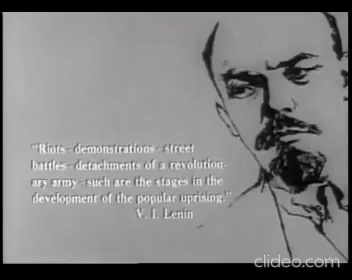 "Riots–demonstrations–street
battles–detachments of a revolution-
ary army–such are the stages in the
development of the popular uprising."
V. I. Lenin
clideo.com